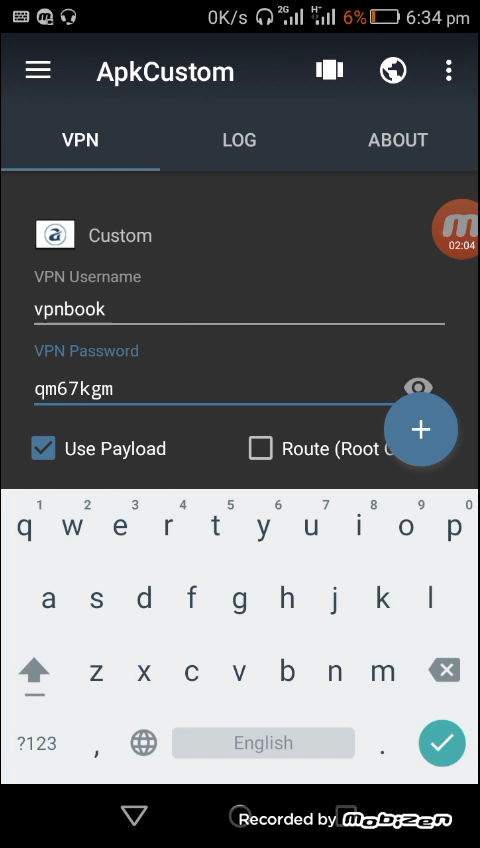 0K/s 2G H+ 6% 6:34 pm
ApkCustom
VPN LOG ABOUT
02:04
Custom
VPN Username
vpnbook
VPN Password
qm67kgm
+
Use Payload Route (Root
1 2 3 4 5 6 7 8 9 0
q w e r t y u i o p
a s d f g h j k l
z x c v b n m
?123 , English .
Recorded by Mobizen